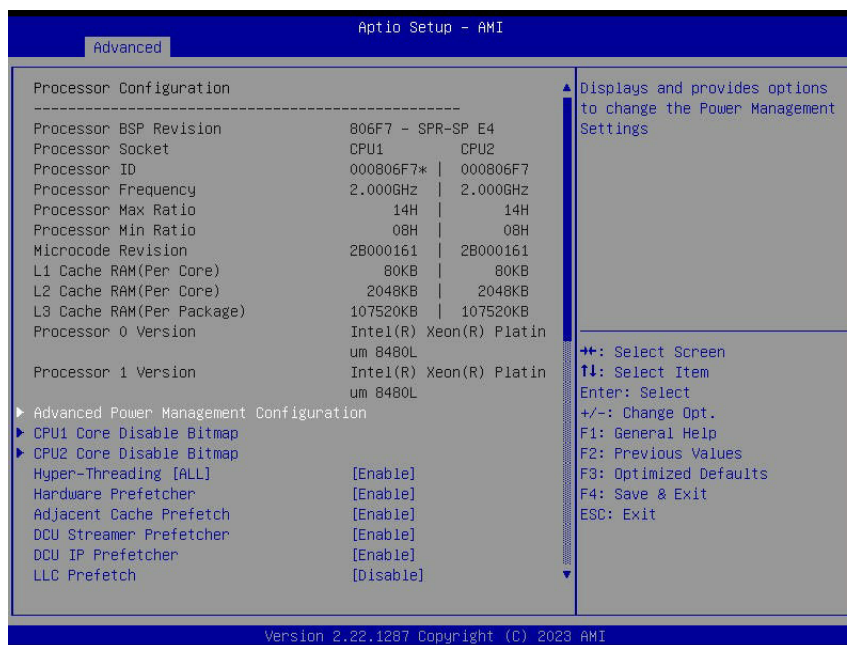 Aptio Setup - AMI
Advanced
Processor Configuration
--------------------------------------------------
Processor BSP Revision 806F7 - SPR-SP E4
Processor Socket CPU1 CPU2
Processor ID 000806F7* | 000806F7
Processor Frequency 2.000GHz | 2.000GHz
Processor Max Ratio 14H | 14H
Processor Min Ratio 08H | 08H
Microcode Revision 2B000161 | 2B000161
L1 Cache RAM(Per Core) 80KB | 80KB
L2 Cache RAM(Per Core) 2048KB | 2048KB
L3 Cache RAM(Per Package) 107520KB | 107520KB
Processor 0 Version Intel(R) Xeon(R) Platin
um 8480L
Processor 1 Version Intel(R) Xeon(R) Platin
um 8480L
Advanced Power Management Configuration
CPU1 Core Disable Bitmap
CPU2 Core Disable Bitmap
Hyper-Threading [ALL] [Enable]
Hardware Prefetcher [Enable]
Adjacent Cache Prefetch [Enable]
DCU Streamer Prefetcher [Enable]
DCU IP Prefetcher [Enable]
LLC Prefetch [Disable]
Displays and provides options
to change the Power Management
Settings
→←: Select Screen
↑↓: Select Item
Enter: Select
+/-: Change Opt.
F1: General Help
F2: Previous Values
F3: Optimized Defaults
F4: Save & Exit
ESC: Exit
Version 2.22.1287 Copyright (C) 2023 AMI